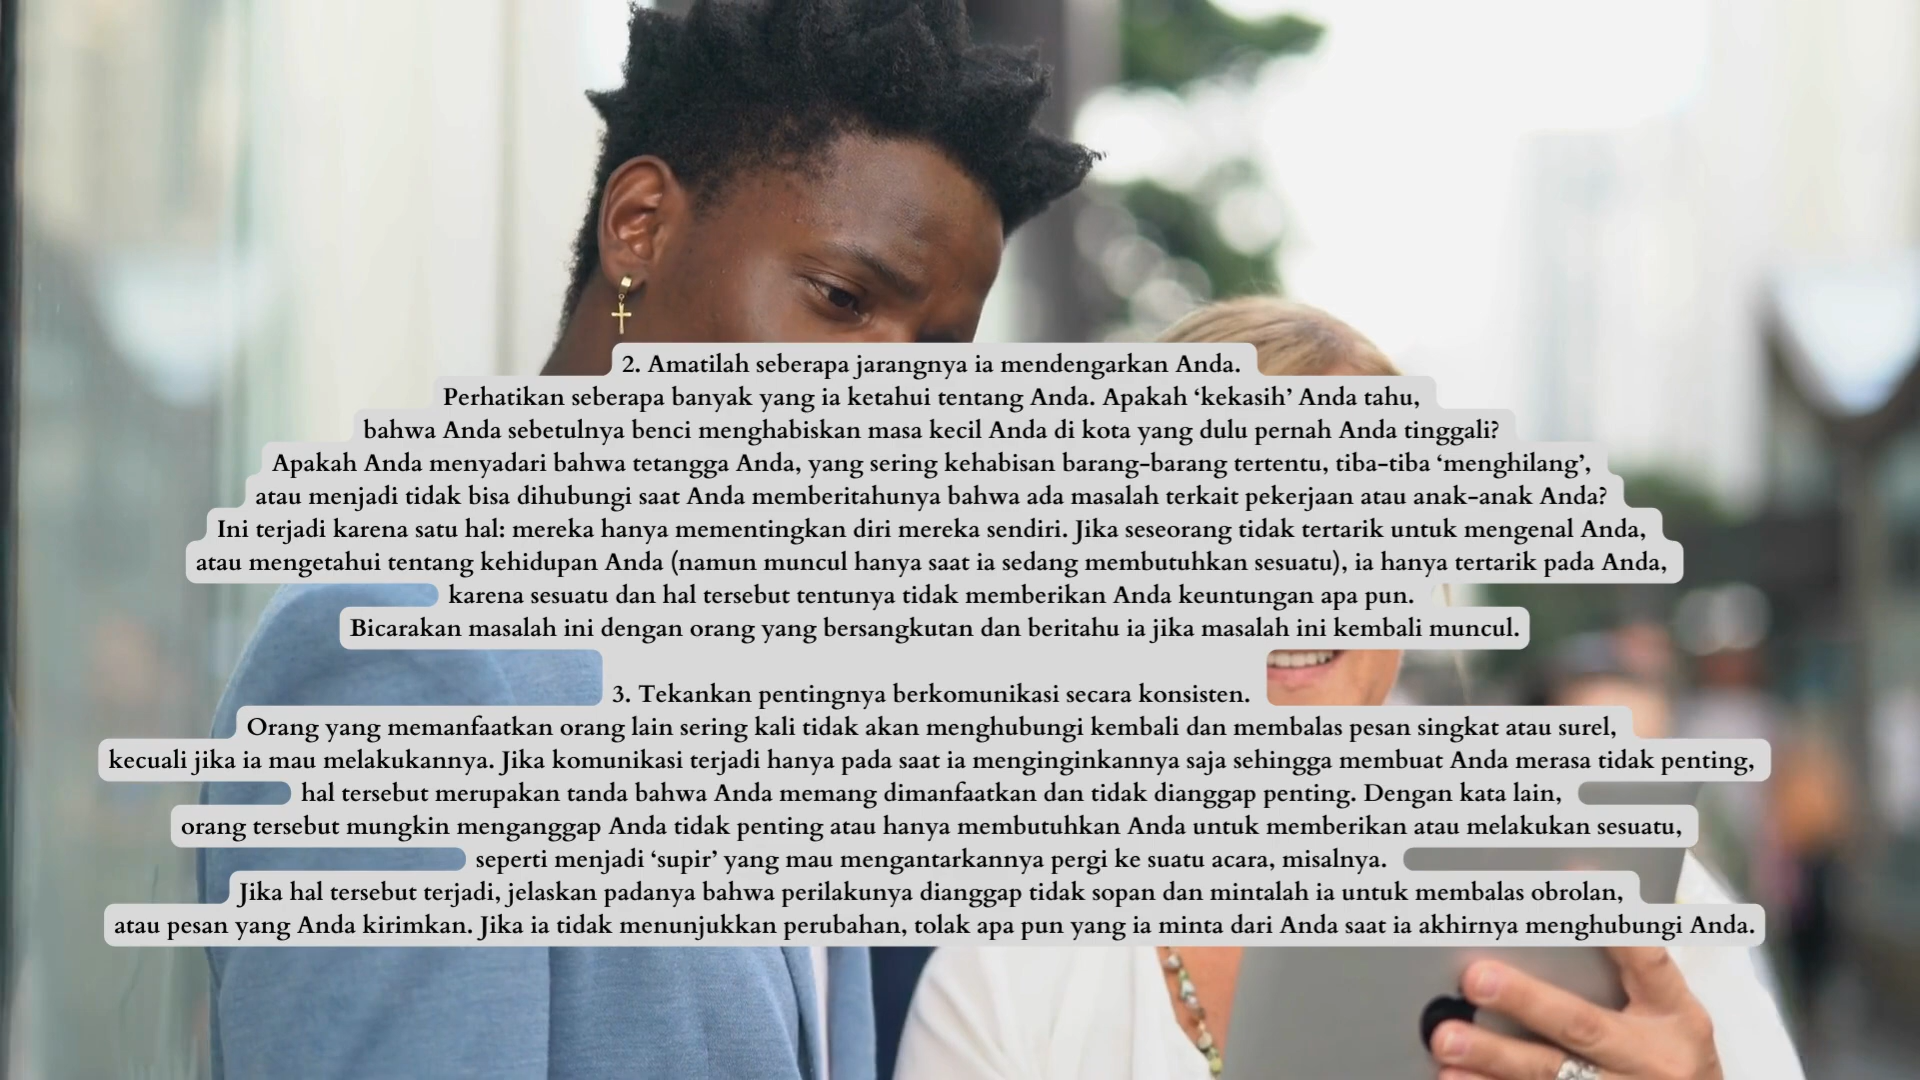 2. Amatilah seberapa jarangnya ia mendengarkan Anda.
Perhatikan seberapa banyak yang ia ketahui tentang Anda. Apakah ‘kekasih’ Anda tahu,
bahwa Anda sebetulnya benci menghabiskan masa kecil Anda di kota yang dulu pernah Anda tinggali?
Apakah Anda menyadari bahwa tetangga Anda, yang sering kehabisan barang-barang tertentu, tiba-tiba ‘menghilang’,
atau menjadi tidak bisa dihubungi saat Anda memberitahunya bahwa ada masalah terkait pekerjaan atau anak-anak Anda?
Ini terjadi karena satu hal: mereka hanya mementingkan diri mereka sendiri. Jika seseorang tidak tertarik untuk mengenal Anda,
atau mengetahui tentang kehidupan Anda (namun muncul hanya saat ia sedang membutuhkan sesuatu), ia hanya tertarik pada Anda,
karena sesuatu dan hal tersebut tentunya tidak memberikan Anda keuntungan apa pun.
Bicarakan masalah ini dengan orang yang bersangkutan dan beritahu ia jika masalah ini kembali muncul.
3. Tekankan pentingnya berkomunikasi secara konsisten.
Orang yang memanfaatkan orang lain sering kali tidak akan menghubungi kembali dan membalas pesan singkat atau surel,
kecuali jika ia mau melakukannya. Jika komunikasi terjadi hanya pada saat ia menginginkannya saja sehingga membuat Anda merasa tidak penting,
hal tersebut merupakan tanda bahwa Anda memang dimanfaatkan dan tidak dianggap penting. Dengan kata lain,
orang tersebut mungkin menganggap Anda tidak penting atau hanya membutuhkan Anda untuk memberikan atau melakukan sesuatu,
seperti menjadi ‘supir’ yang mau mengantarkannya pergi ke suatu acara, misalnya.
Jika hal tersebut terjadi, jelaskan padanya bahwa perilakunya dianggap tidak sopan dan mintalah ia untuk membalas obrolan,
atau pesan yang Anda kirimkan. Jika ia tidak menunjukkan perubahan, tolak apa pun yang ia minta dari Anda saat ia akhirnya menghubungi Anda.